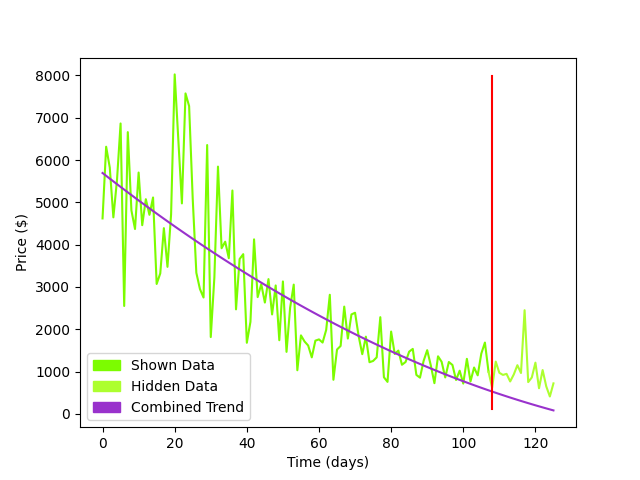 8000
7000
6000
5000
4000
3000
2000
1000
0
Price ($)
Shown Data
Hidden Data
Combined Trend
0 20 40 60 80 100 120
Time (days)